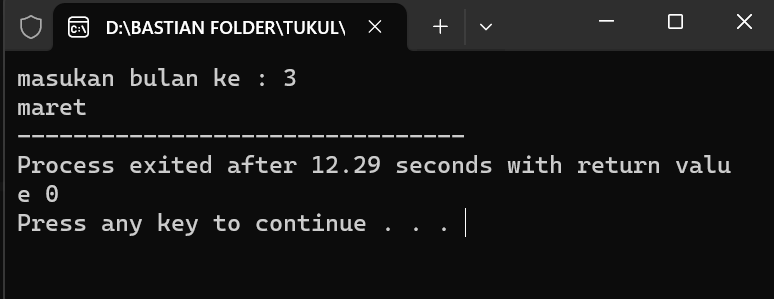 D:\BASTIAN FOLDER\TUKUL\
masukan bulan ke : 3
maret
--------------------------------
Process exited after 12.29 seconds with return valu
e 0
Press any key to continue . . .